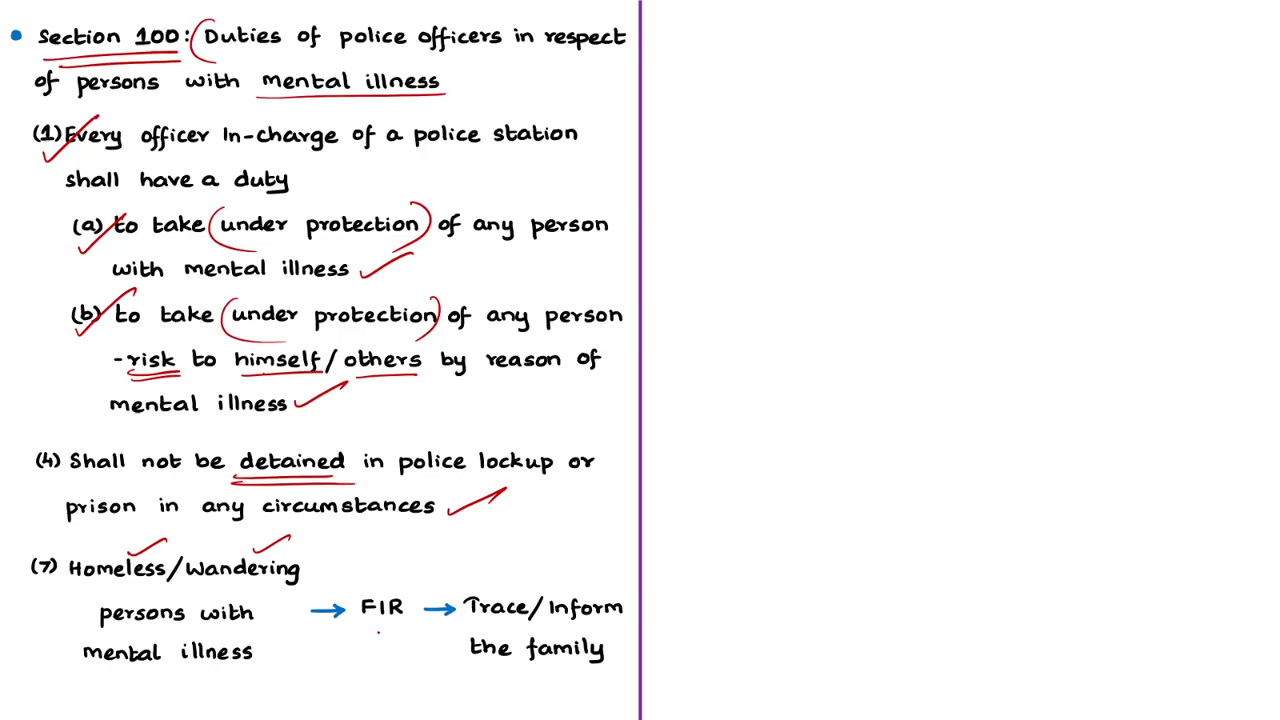 Section 100: Duties of police officers in respect
of persons with mental illness
(1) Every officer In-charge of a police station
shall have a duty
(a) to take under protection of any person
with mental illness
(b) to take under protection of any person
-risk to himself/others by reason of
mental illness
(4) Shall not be detained in police lockup or
prison in any circumstances
(7) Homeless/Wandering
persons with → FIR → Trace/Inform
mental illness the family